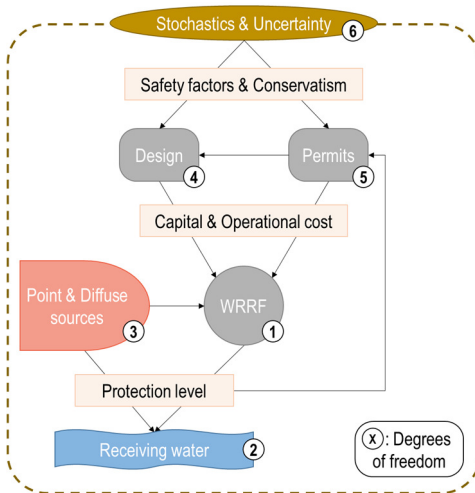 Stochastics & Uncertainty
6
Safety factors & Conservatism
Design
4
Permits
5
Capital & Operational cost
Point & Diffuse
sources
3
WRRF
1
Protection level
Receiving water
2
x : Degrees
of freedom